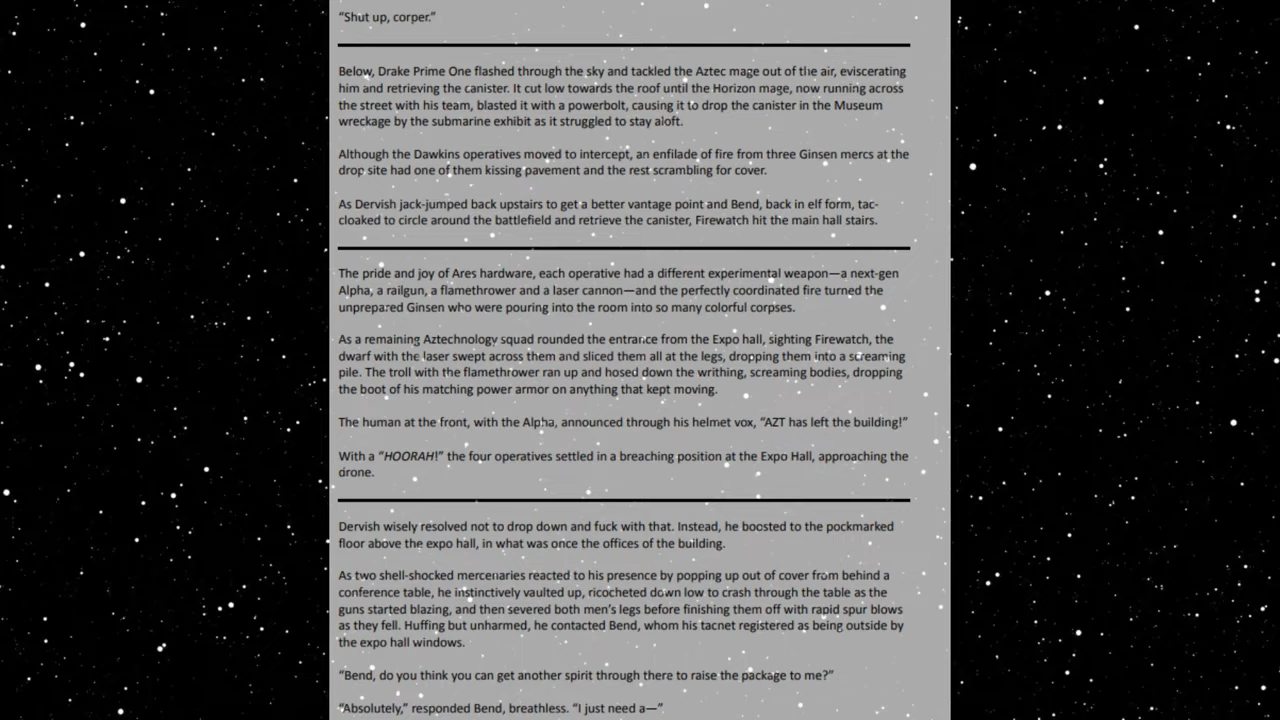 “Shut up, corper.”
Below, Drake Prime One flashed through the sky and tackled the Aztec mage out of the air, eviscerating
him and retrieving the canister. It cut low towards the roof until the Horizon mage, now running across
the street with his team, blasted it with a powerbolt, causing it to drop the canister in the Museum
wreckage by the submarine exhibit as it struggled to stay aloft.
Although the Dawkins operatives moved to intercept, an enfilade of fire from three Ginsen mercs at the
drop site had one of them kissing pavement and the rest scrambling for cover.
As Dervish jack-jumped back upstairs to get a better vantage point and Bend, back in elf form, tac-
cloaked to circle around the battlefield and retrieve the canister, Firewatch hit the main hall stairs.
The pride and joy of Ares hardware, each operative had a different experimental weapon—a next-gen
Alpha, a railgun, a flamethrower and a laser cannon—and the perfectly coordinated fire turned the
unprepared Ginsen who were pouring into the room into so many colorful corpses.
As a remaining Aztechnology squad rounded the entrance from the Expo hall, sighting Firewatch, the
dwarf with the laser swept across them and sliced them all at the legs, dropping them into a screaming
pile. The troll with the flamethrower ran up and hosed down the writhing, screaming bodies, dropping
the boot of his matching power armor on anything that kept moving.
The human at the front, with the Alpha, announced through his helmet vox, “AZT has left the building!”
With a “HOORAH!” the four operatives settled in a breaching position at the Expo Hall, approaching the
drone.
Dervish wisely resolved not to drop down and fuck with that. Instead, he boosted to the pockmarked
floor above the expo hall, in what was once the offices of the building.
As two shell-shocked mercenaries reacted to his presence by popping up out of cover from behind a
conference table, he instinctively vaulted up, ricocheted down low to crash through the table as the
guns started blazing, and then severed both men’s legs before finishing them off with rapid spur blows
as they fell. Huffing but unharmed, he contacted Bend, whom his tacnet registered as being outside by
the expo hall windows.
“Bend, do you think you can get another spirit through there to raise the package to me?”
“Absolutely,” responded Bend, breathless. “I just need a—”